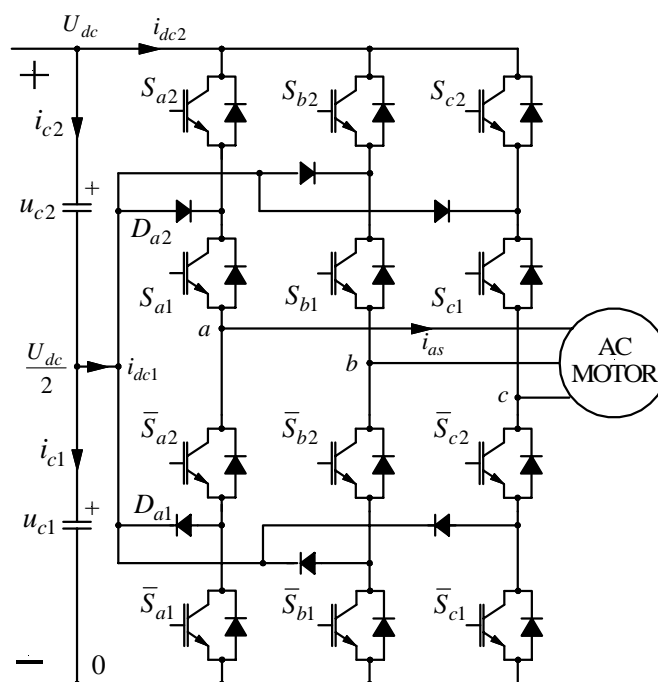 U_dc i_dc2
+
S_a2 S_b2 S_c2
i_c2
+
u_c2
D_a2
S_a1 S_b1 S_c1
a
i_as
AC
MOTOR
U_dc/2
i_dc1
b
c
S̅_a2 S̅_b2 S̅_c2
i_c1
D_a1
+
u_c1
S̅_a1 S̅_b1 S̅_c1
− 0